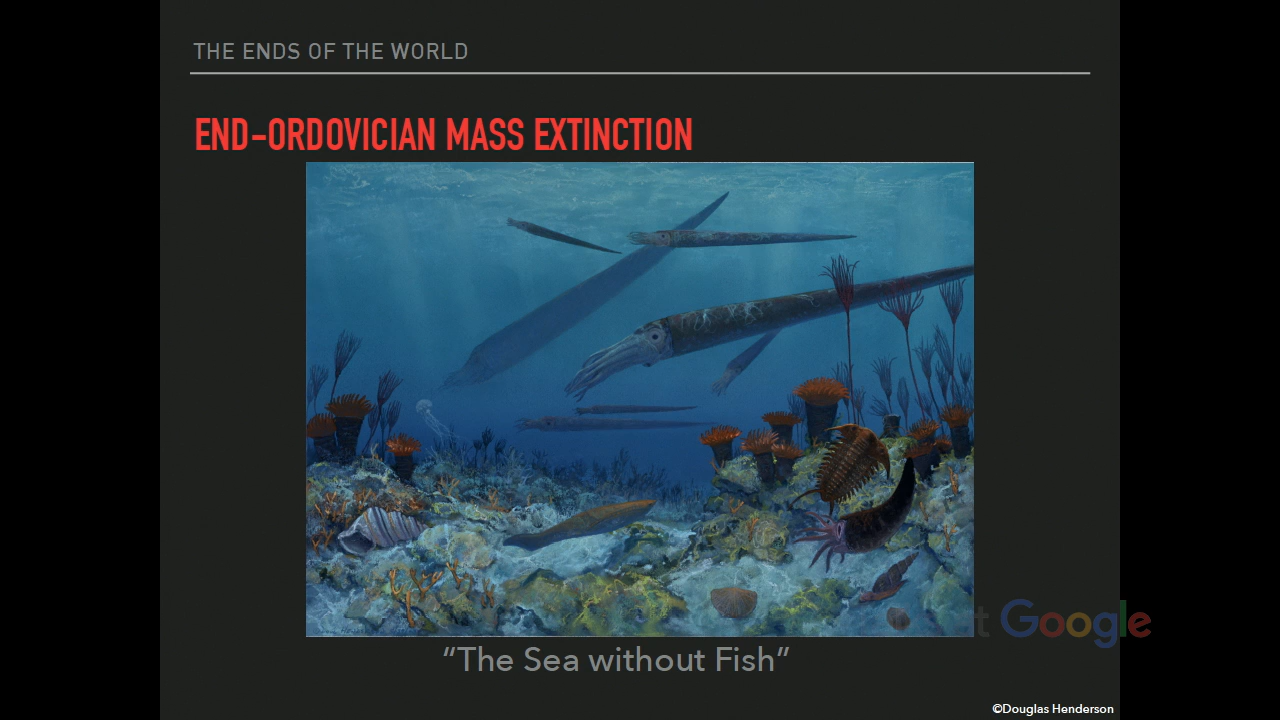 THE ENDS OF THE WORLD
END-ORDOVICIAN MASS EXTINCTION
Google
“The Sea without Fish”
©Douglas Henderson